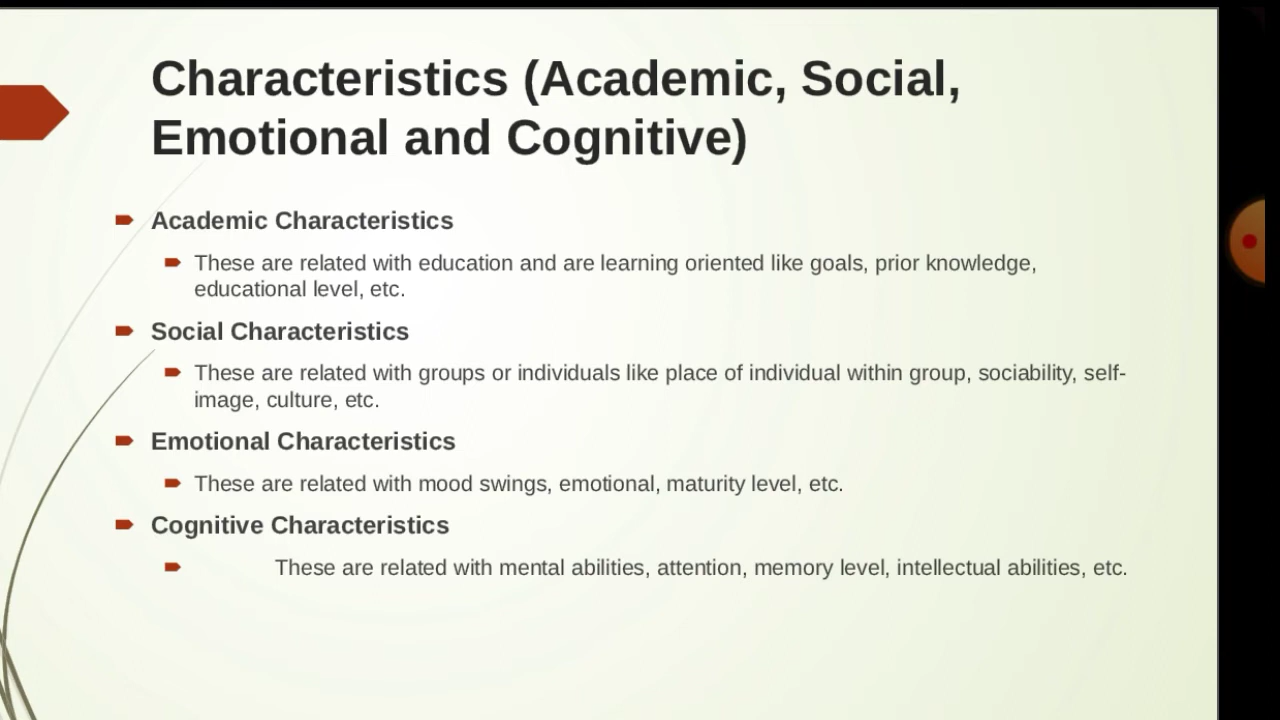 Characteristics (Academic, Social,
Emotional and Cognitive)
Academic Characteristics
These are related with education and are learning oriented like goals, prior knowledge,
educational level, etc.
Social Characteristics
These are related with groups or individuals like place of individual within group, sociability, self-
image, culture, etc.
Emotional Characteristics
These are related with mood swings, emotional, maturity level, etc.
Cognitive Characteristics
These are related with mental abilities, attention, memory level, intellectual abilities, etc.